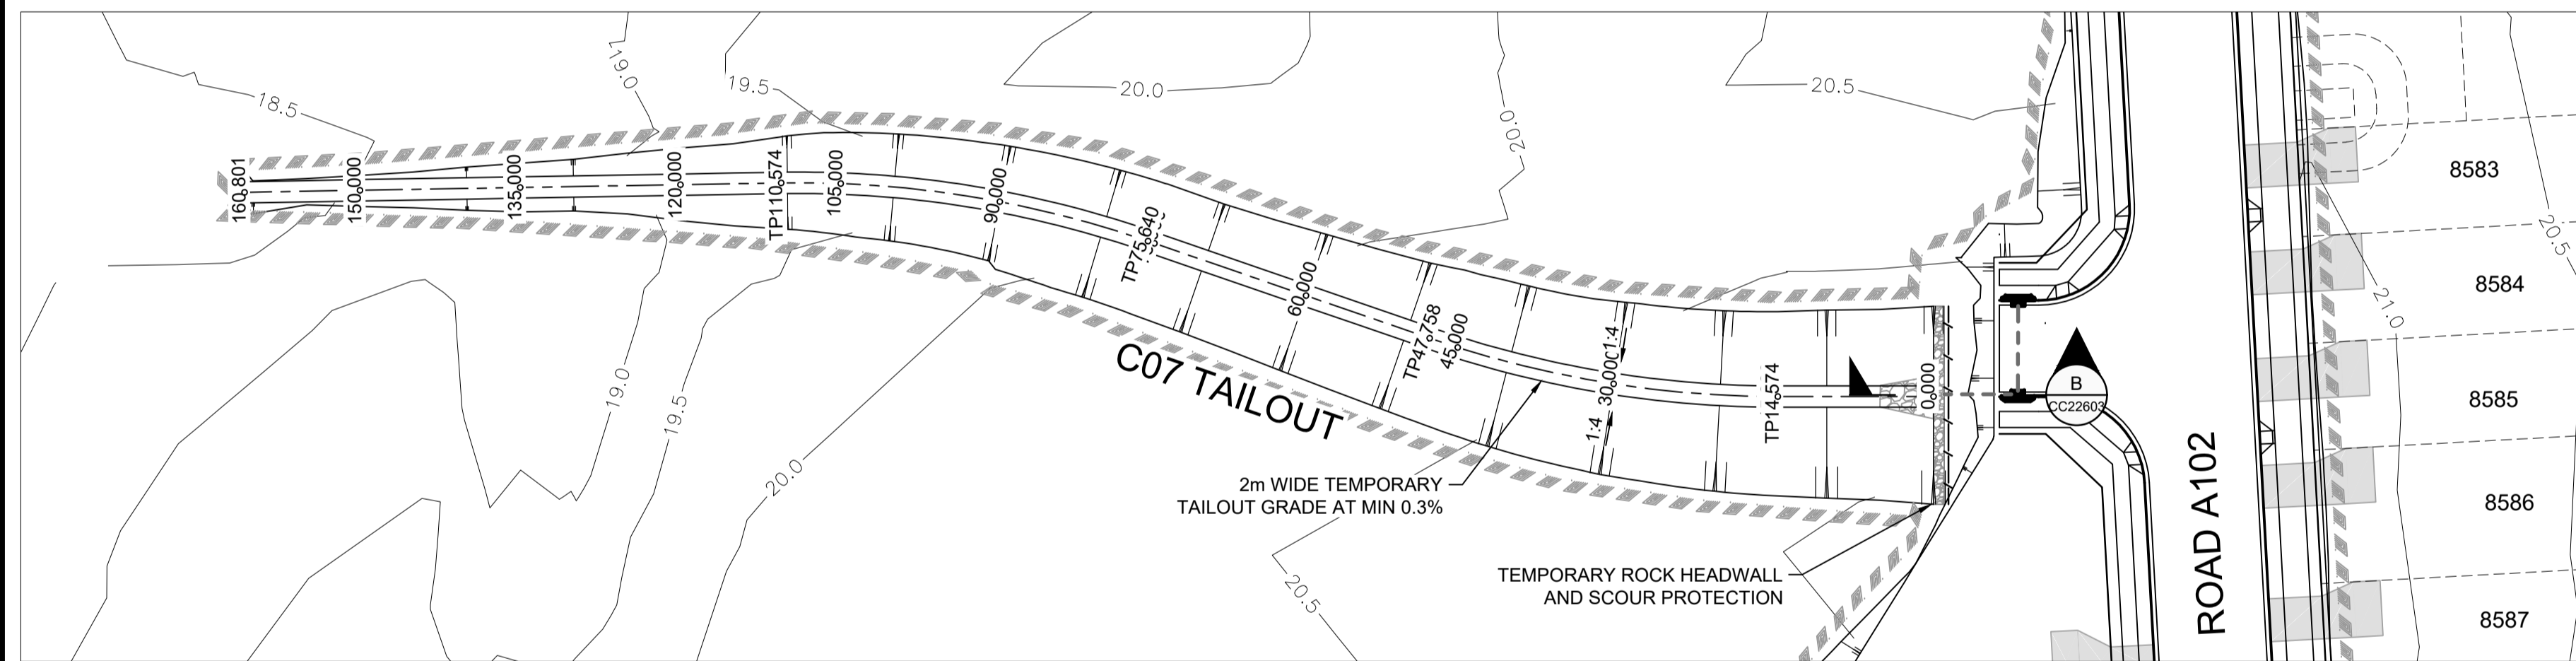 18.5
19.0
19.5
20.0
20.0
20.5
160.801
150.000
135.000
120.000
TP110.574
105.000
90.000
TP75.640
60.000
TP47.758
45.000
30.000
1:4
1:4
TP14.574
0.000
C07 TAILOUT
2m WIDE TEMPORARY
TAILOUT GRADE AT MIN 0.3%
TEMPORARY ROCK HEADWALL
AND SCOUR PROTECTION
19.0
19.5
20.0
20.5
B
CC22603
ROAD A102
8583
8584
8585
8586
8587
20.5
21.0